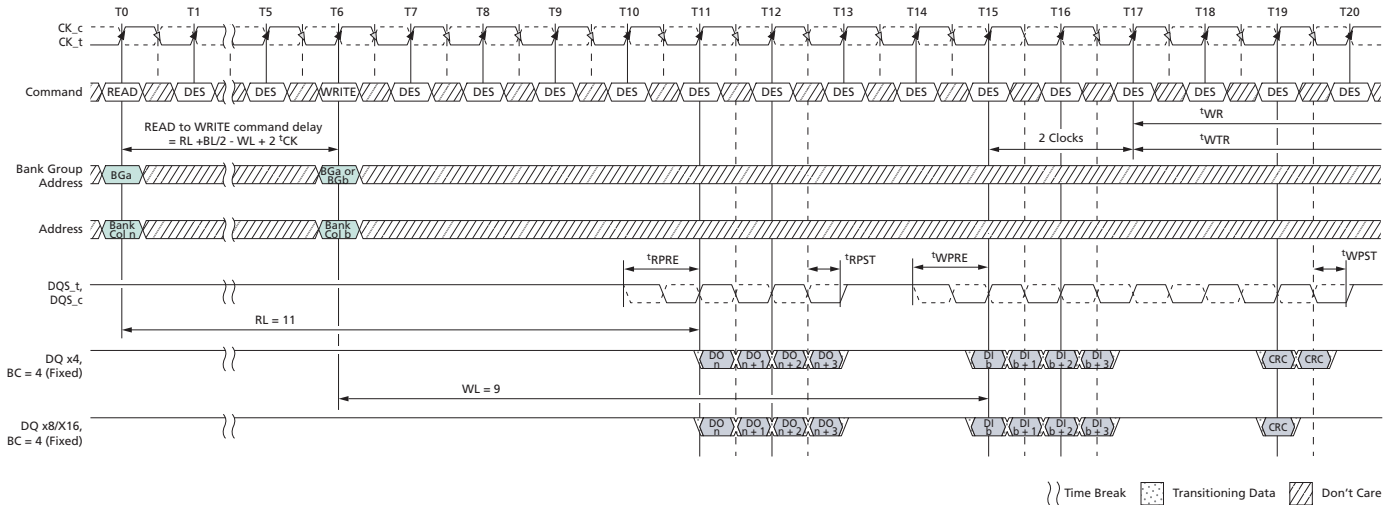 T0 T1 T5 T6 T7 T8 T9 T10 T11 T12 T13 T14 T15 T16 T17 T18 T19 T20
CK_c
CK_t
Command READ DES DES WRITE DES DES DES DES DES DES DES DES DES DES DES DES DES DES
READ to WRITE command delay
= RL +BL/2 - WL + 2 tCK
tWR
2 Clocks
tWTR
Bank Group
Address
BGa
BGa or
BGb
Address
Bank
Col n
Bank
Col b
tRPRE tRPST tWPRE tWPST
DQS_t,
DQS_c
RL = 11
DQ x4,
BC = 4 (Fixed)
DO
n
DO
n + 1
DO
n + 2
DO
n + 3
DI
b
DI
b + 1
DI
b + 2
DI
b + 3
CRC CRC
WL = 9
DQ x8/X16,
BC = 4 (Fixed)
DO
n
DO
n + 1
DO
n + 2
DO
n + 3
DI
b
DI
b + 1
DI
b + 2
DI
b + 3
CRC
Time Break Transitioning Data Don't Care